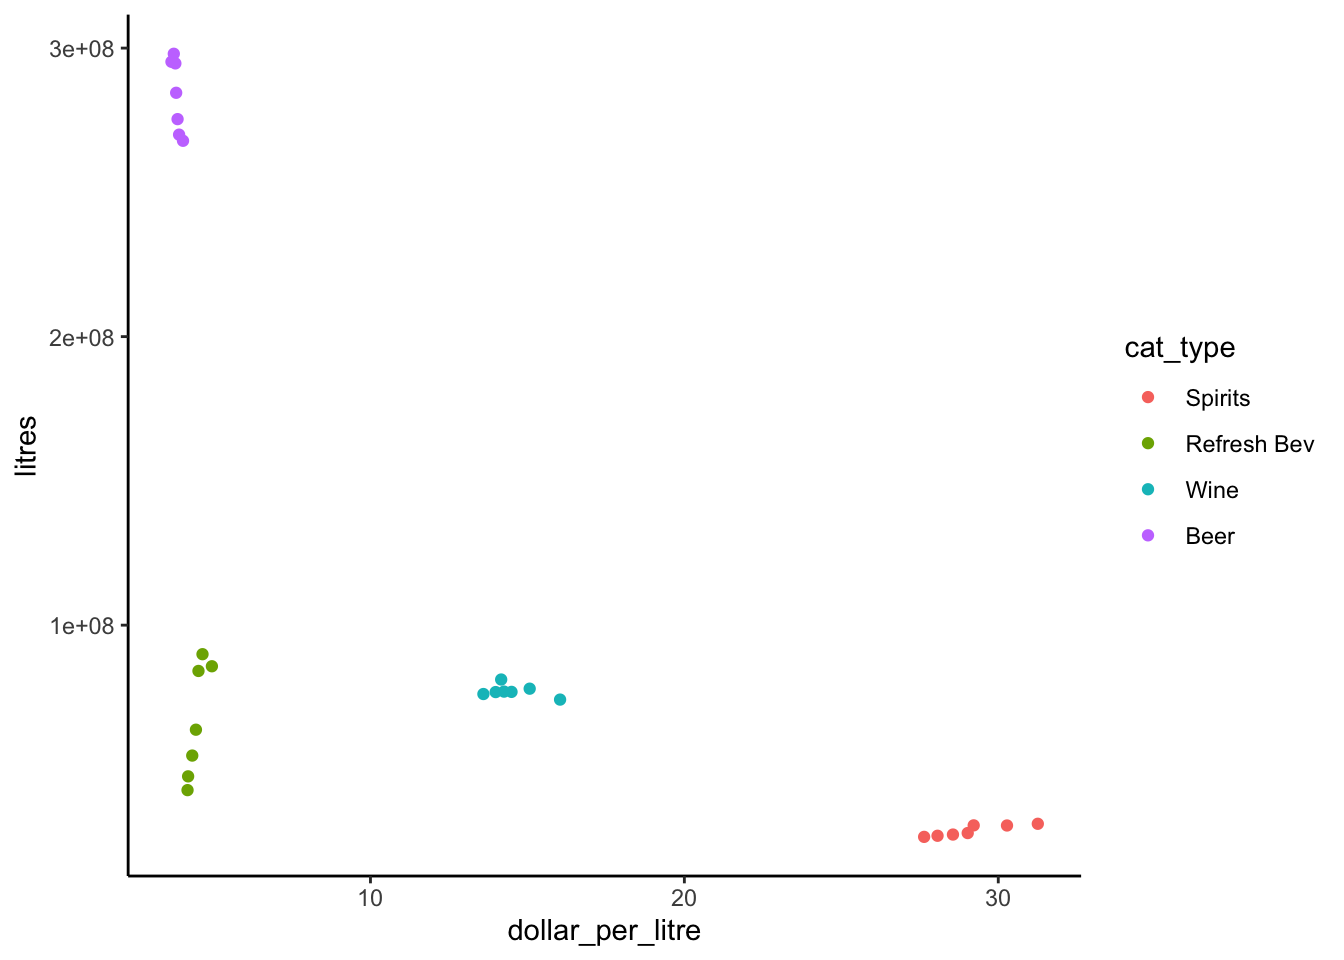 3e+08
2e+08
1e+08
litres
10
20
30
dollar_per_litre
cat_type
Spirits
Refresh Bev
Wine
Beer